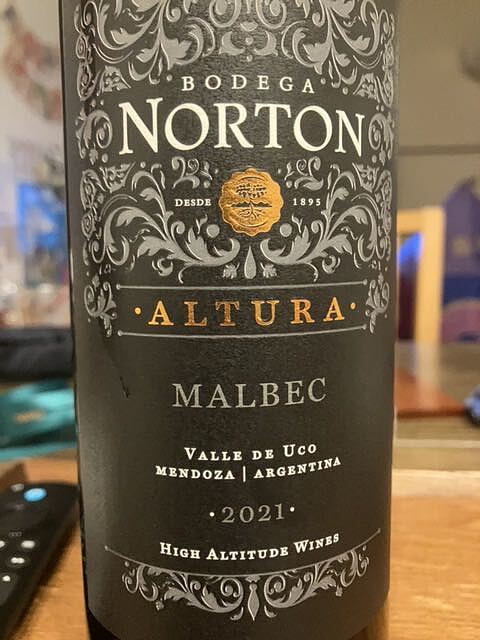 BODEGA
NORTON
DESDE 1895
·ALTURA·
MALBEC
VALLE DE UCO
MENDOZA | ARGENTINA
·2021·
HIGH ALTITUDE WINES